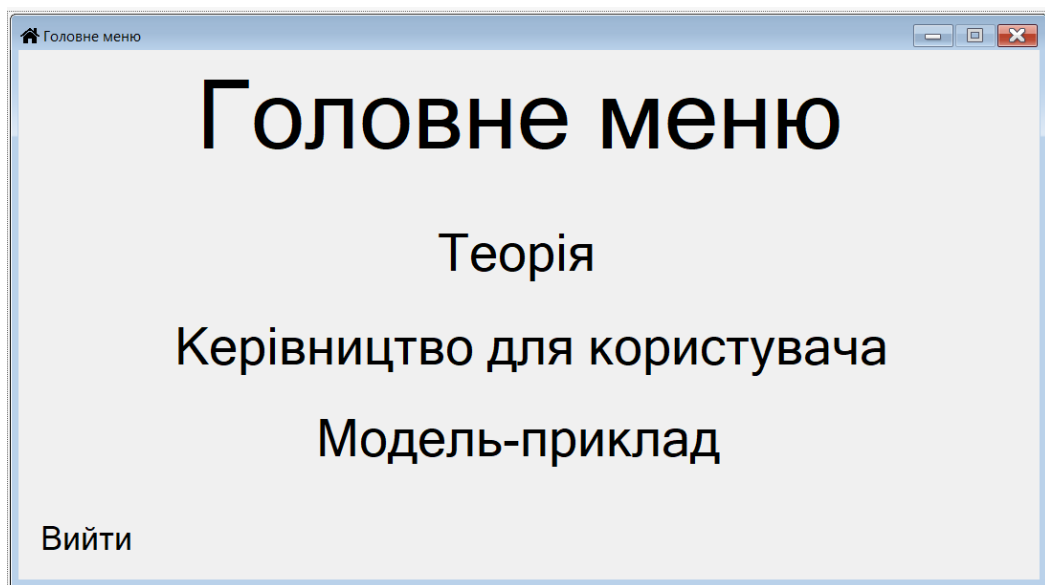 Головне меню
Головне меню
Теорія
Керівництво для користувача
Модель-приклад
Вийти